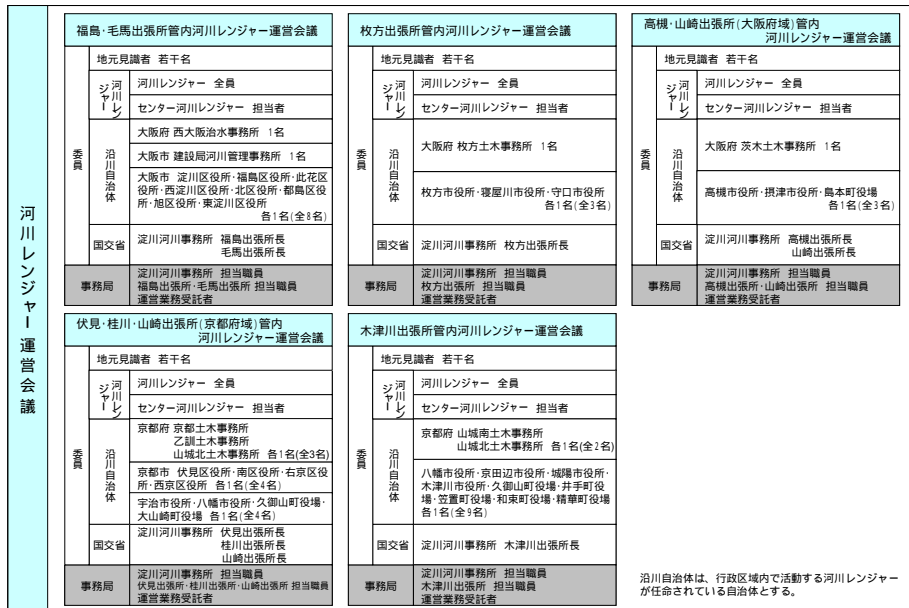 河川レンジャー運営会議
福島・毛馬出張所管内河川レンジャー運営会議
委員
地元見識者 若干名
河川レンジャー
河川レンジャー 全員
センター河川レンジャー 担当者
沿川自治体
大阪府 西大阪治水事務所 1名
大阪市 建設局河川管理事務所 1名
大阪市 淀川区役所・福島区役所・此花区
役所・西淀川区役所・北区役所・都島区役
所・旭区役所・東淀川区役所
各1名(全8名)
国交省
淀川河川事務所 福島出張所長
毛馬出張所長
事務局
淀川河川事務所 担当職員
福島出張所・毛馬出張所 担当職員
運営業務受託者
枚方出張所管内河川レンジャー運営会議
委員
地元見識者 若干名
河川レンジャー
河川レンジャー 全員
センター河川レンジャー 担当者
沿川自治体
大阪府 枚方土木事務所 1名
枚方市役所・寝屋川市役所・守口市役所
各1名(全3名)
国交省
淀川河川事務所 枚方出張所長
事務局
淀川河川事務所 担当職員
枚方出張所 担当職員
運営業務受託者
高槻・山崎出張所(大阪府域)管内
河川レンジャー運営会議
委員
地元見識者 若干名
河川レンジャー
河川レンジャー 全員
センター河川レンジャー 担当者
沿川自治体
大阪府 茨木土木事務所 1名
高槻市役所・摂津市役所・島本町役場
各1名(全3名)
国交省
淀川河川事務所 高槻出張所長
山崎出張所長
事務局
淀川河川事務所 担当職員
高槻出張所・山崎出張所 担当職員
運営業務受託者
伏見・桂川・山崎出張所(京都府域)管内
河川レンジャー運営会議
委員
地元見識者 若干名
河川レンジャー
河川レンジャー 全員
センター河川レンジャー 担当者
沿川自治体
京都府 京都土木事務所
乙訓土木事務所
山城北土木事務所 各1名(全3名)
京都市 伏見区役所・南区役所・右京区役
所・西京区役所 各1名(全4名)
宇治市役所・八幡市役所・久御山町役場・
大山崎町役場 各1名(全4名)
国交省
淀川河川事務所 伏見出張所長
桂川出張所長
山崎出張所長
事務局
淀川河川事務所 担当職員
伏見出張所・桂川出張所・山崎出張所 担当職員
運営業務受託者
木津川出張所管内河川レンジャー運営会議
委員
地元見識者 若干名
河川レンジャー
河川レンジャー 全員
センター河川レンジャー 担当者
沿川自治体
京都府 山城南土木事務所
山城北土木事務所 各1名(全2名)
八幡市役所・京田辺市役所・城陽市役所・
木津川市役所・久御山町役場・井手町役
場・笠置町役場・和束町役場・精華町役場
各1名(全9名)
国交省
淀川河川事務所 木津川出張所長
事務局
淀川河川事務所 担当職員
木津川出張所 担当職員
運営業務受託者
沿川自治体は、行政区域内で活動する河川レンジャー
が任命されている自治体とする。